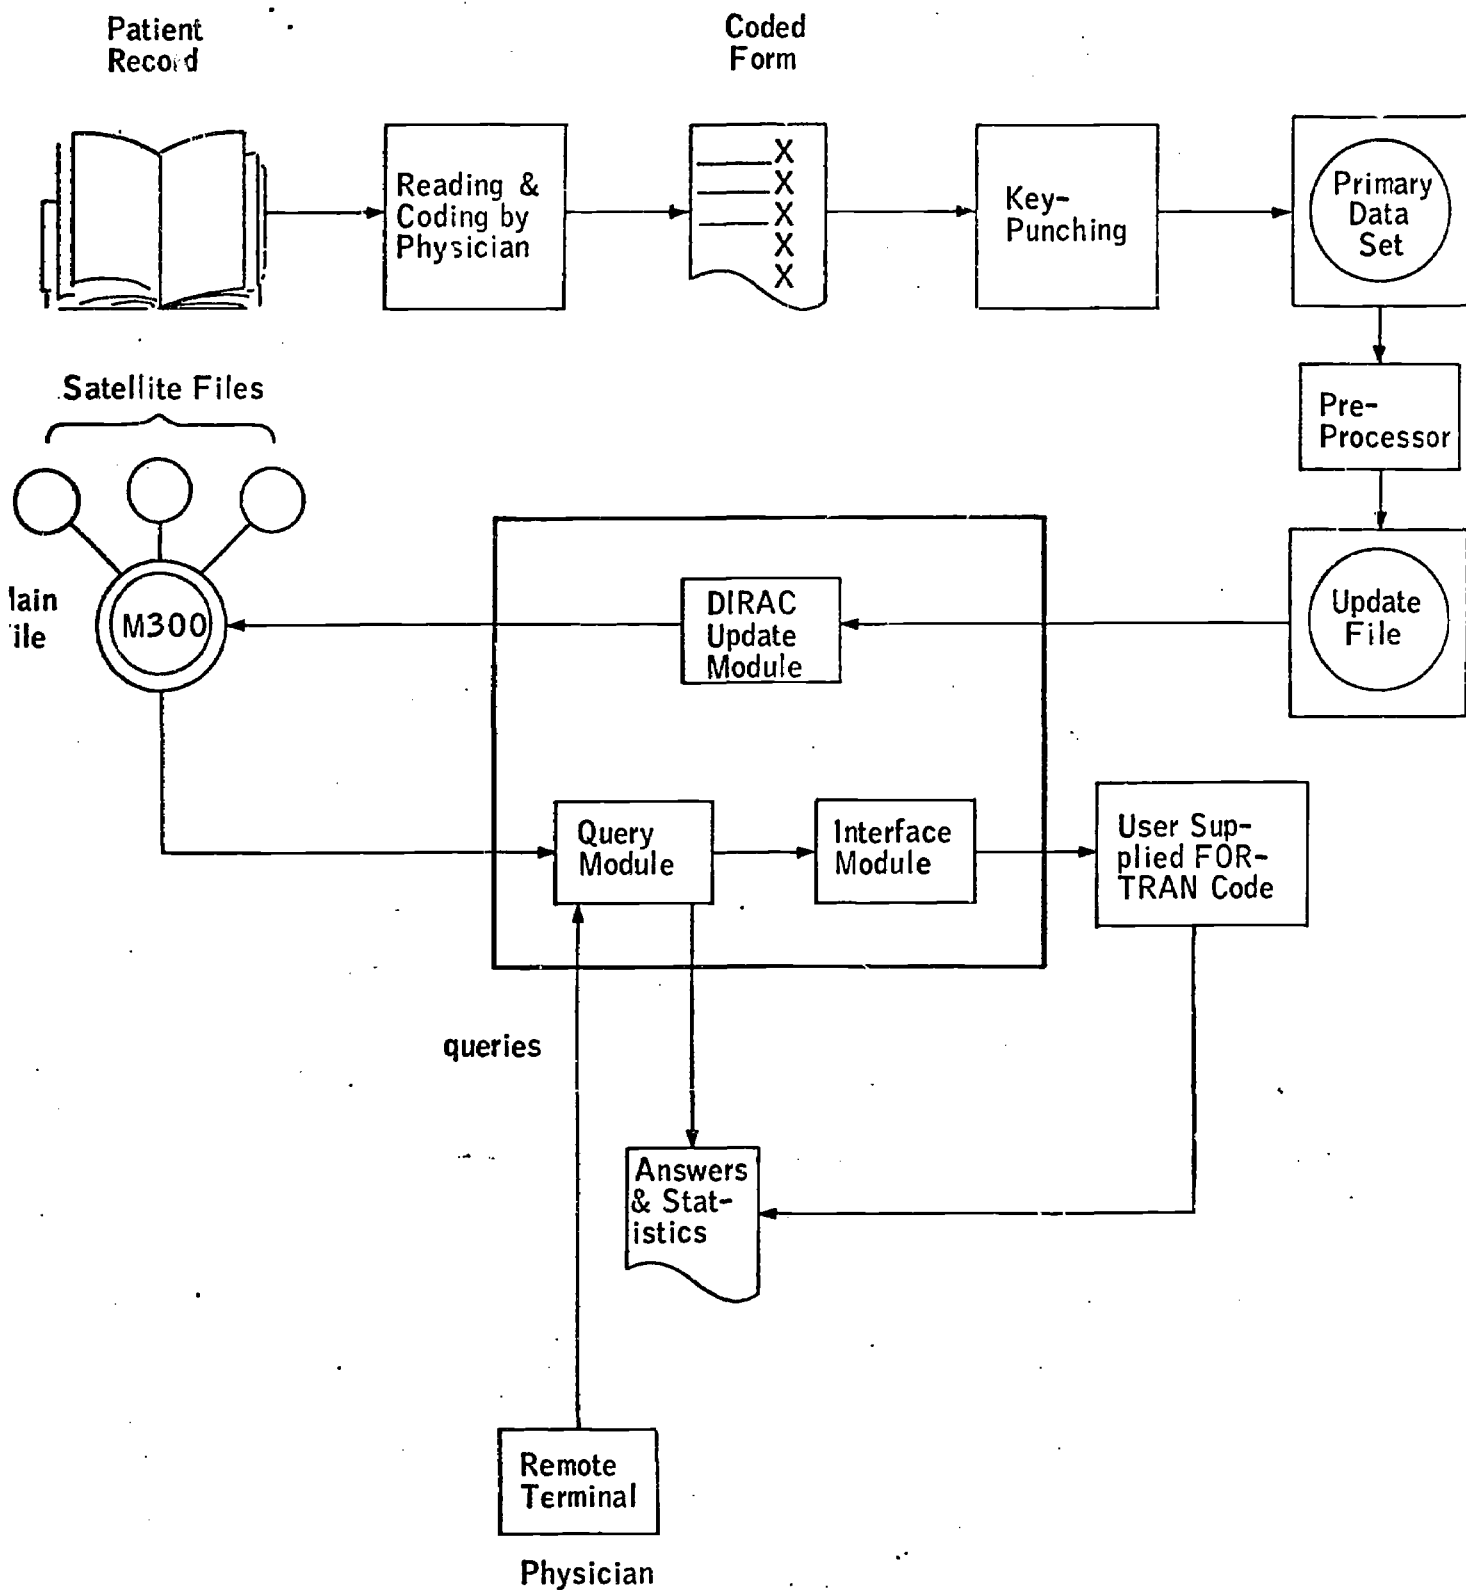 Patient
Record
Coded
Form
Reading &
Coding by
Physician
X
X
X
X
X
Key-
Punching
Primary
Data
Set
Satellite Files
Pre-
Processor
M300
DIRAC
Update
Module
Update
File
Query
Module
Interface
Module
User Sup-
plied FOR-
TRAN Code
queries
Answers
& Stat-
istics
Remote
Terminal
Physician